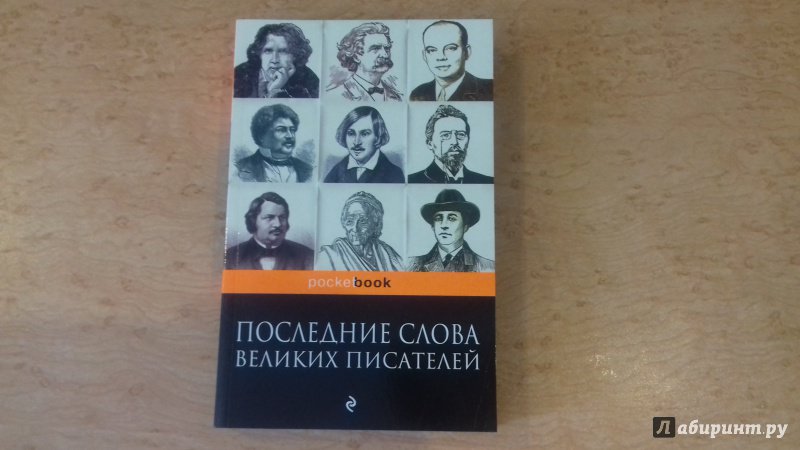 pocketbook
ПОСЛЕДНИЕ СЛОВА
ВЕЛИКИХ ПИСАТЕЛЕЙ
Лабиринт.ру